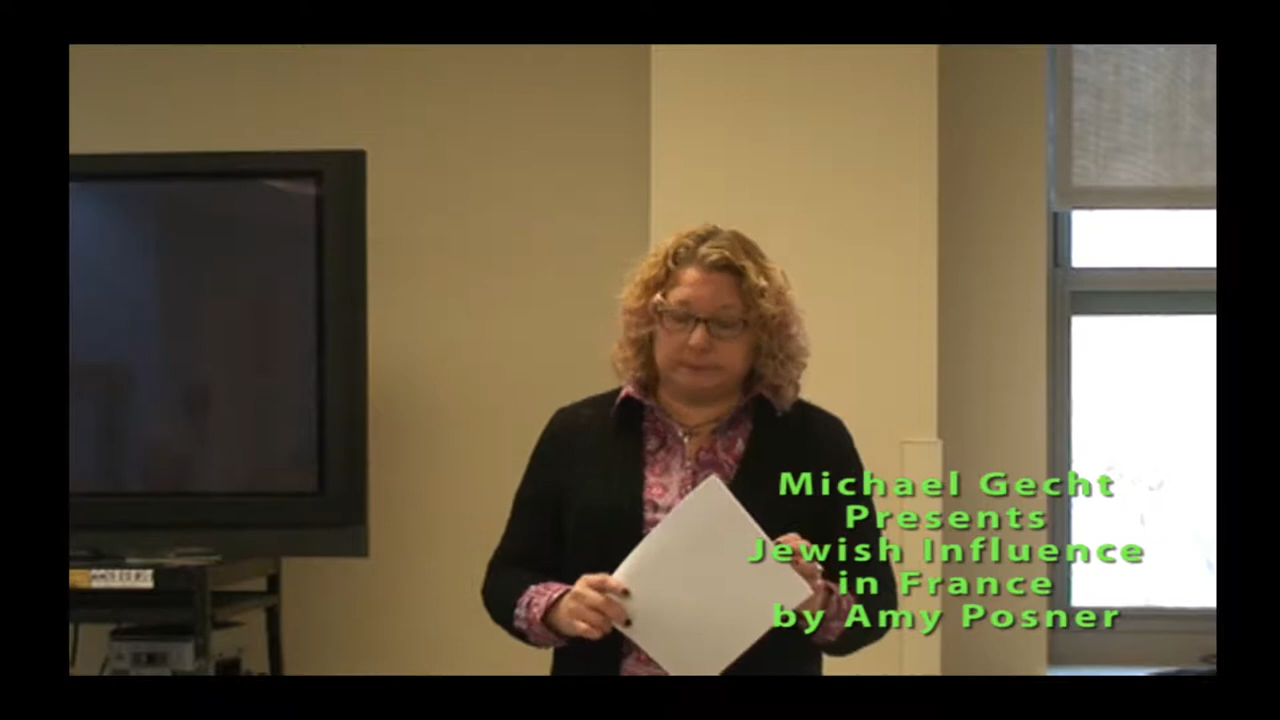 Michael Gecht
Presents
Jewish Influence
in France
by Amy Posner